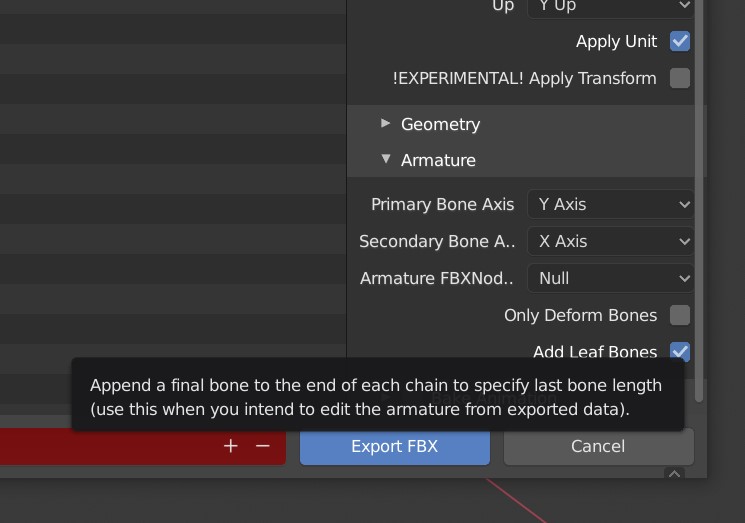 Up Y Up
Apply Unit
!EXPERIMENTAL! Apply Transform
Geometry
Armature
Primary Bone Axis Y Axis
Secondary Bone A.. X Axis
Armature FBXNod.. Null
Only Deform Bones
Add Leaf Bones
Append a final bone to the end of each chain to specify last bone length
(use this when you intend to edit the armature from exported data).
Bake Animation
+ −
Export FBX Cancel